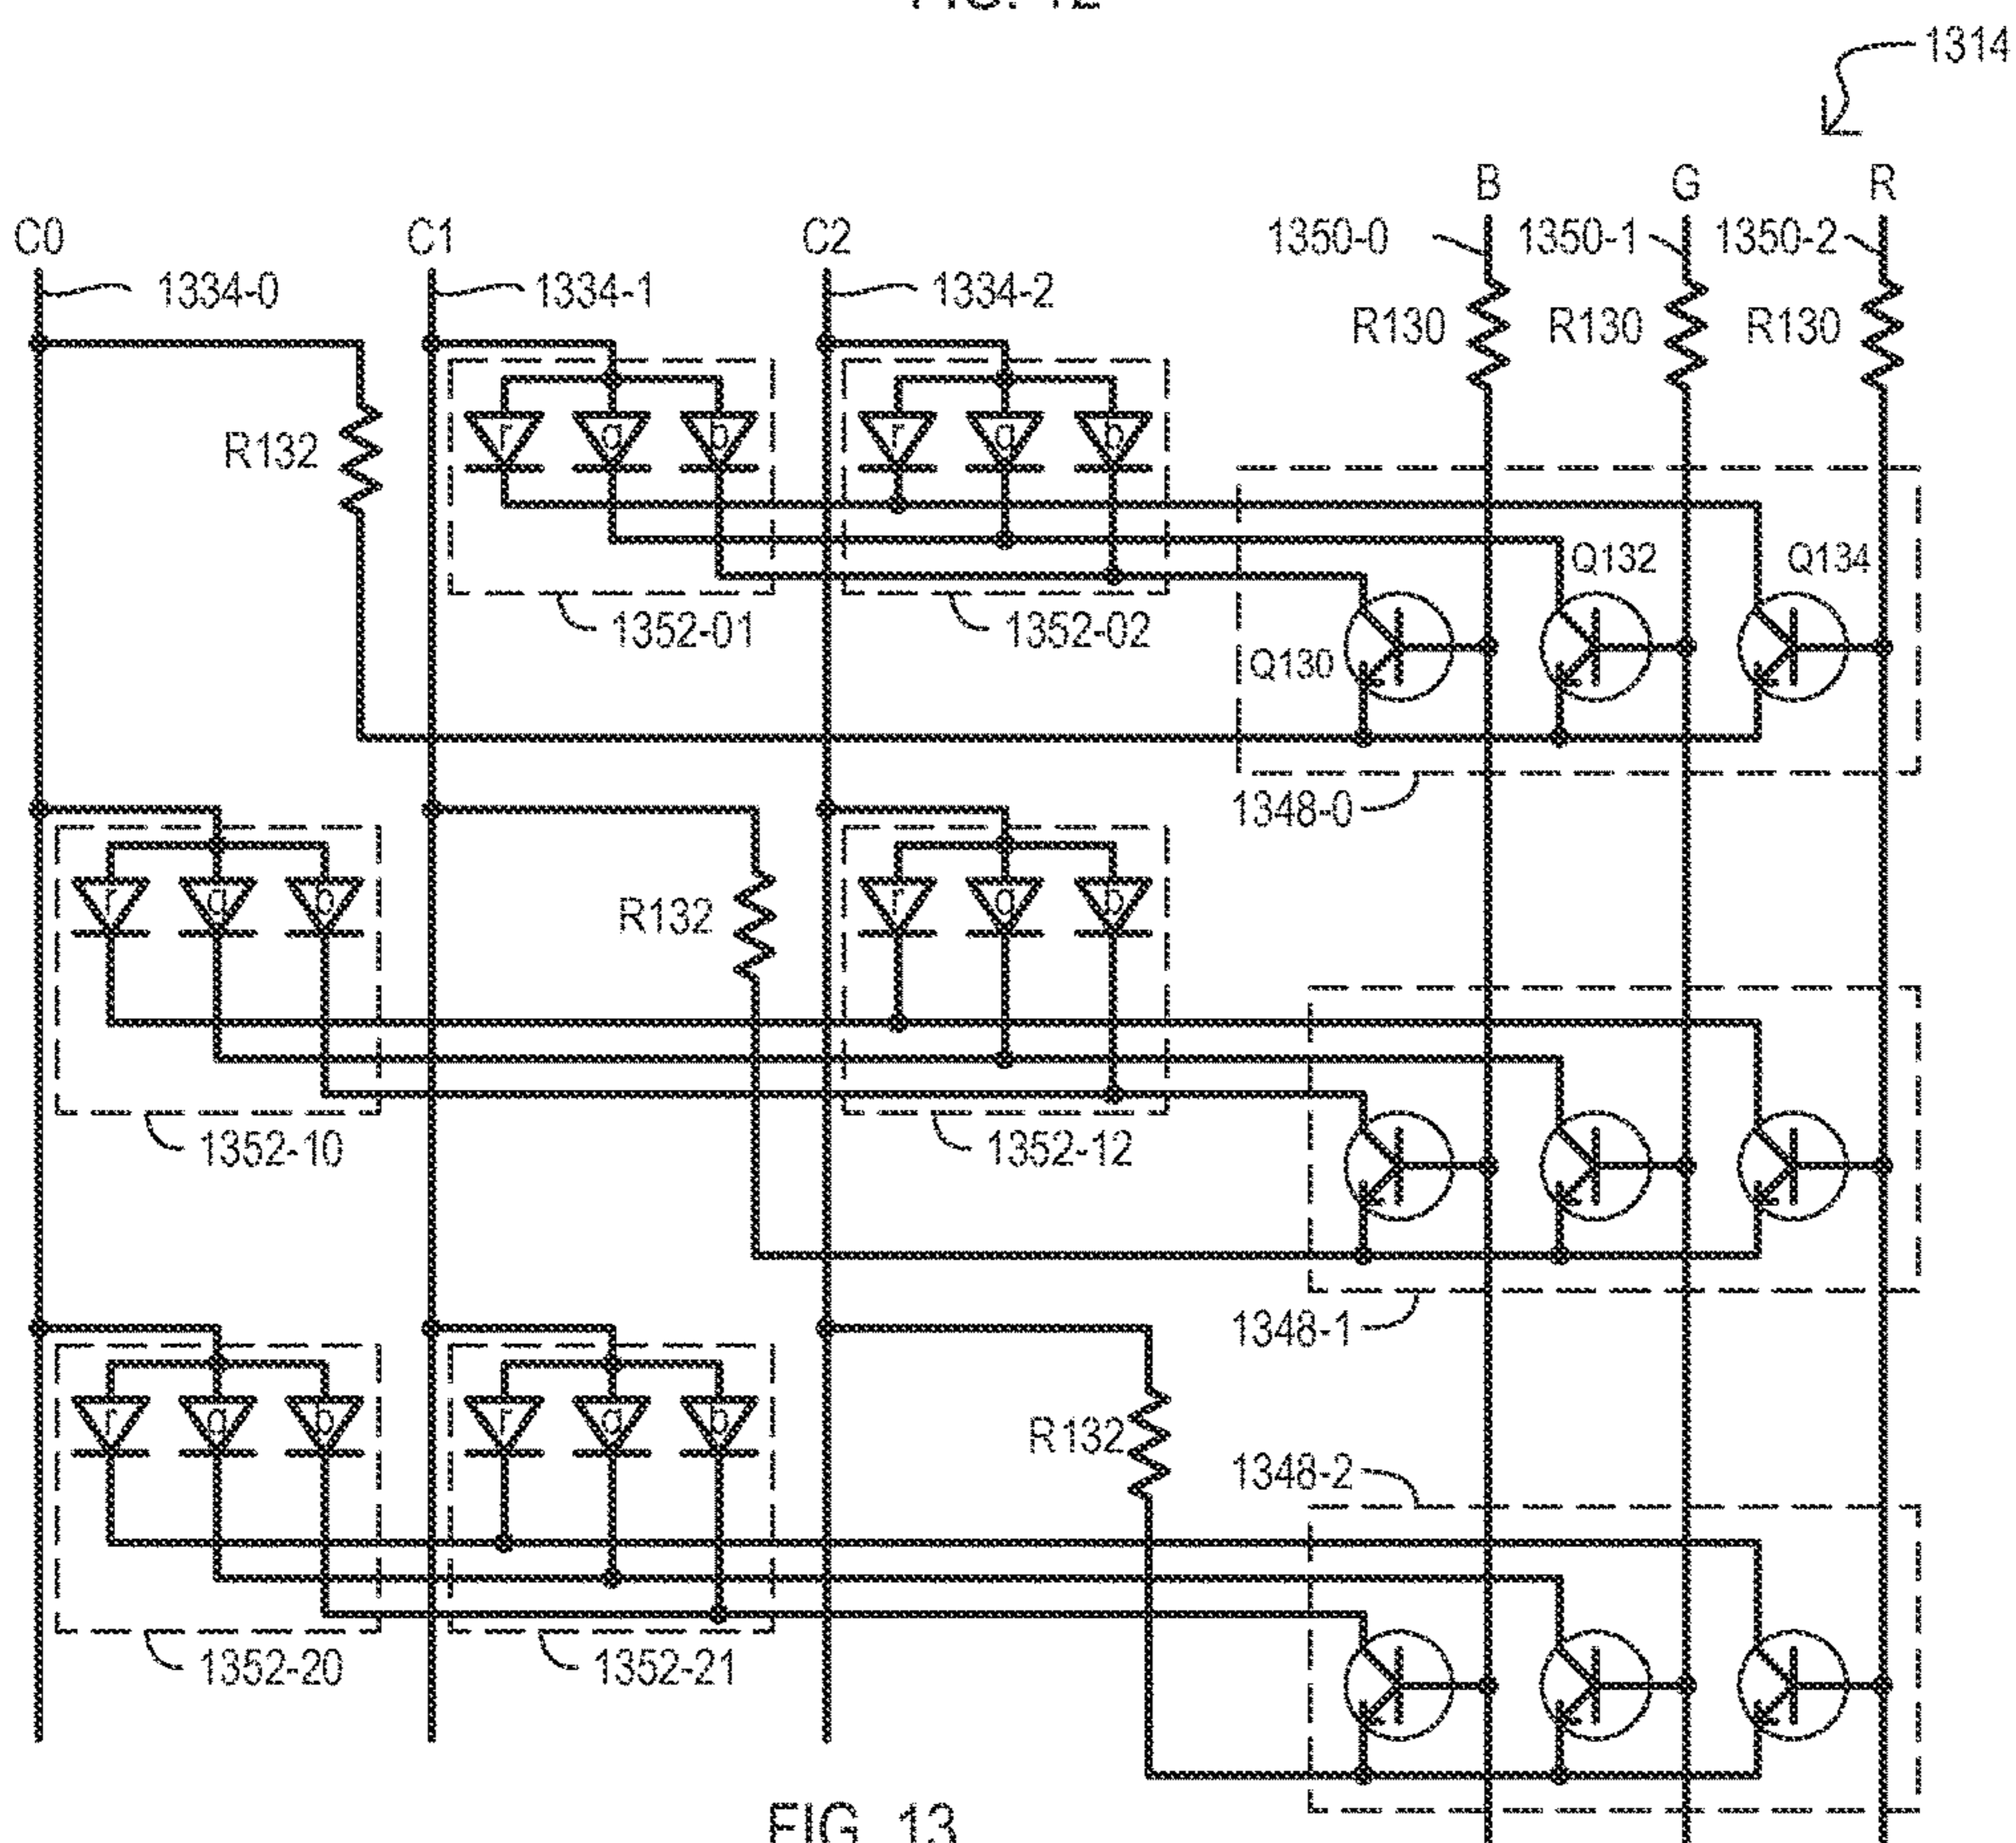 1314
B G R
C0 C1 C2 1350-0 1350-1 1350-2
1334-0 1334-1 1334-2
R130 R130 R130
R132 r g b r g b
Q132 Q134
1352-01 1352-02 Q130
1348-0
r g b R132 r g b
1352-10 1352-12
1348-1
r g b r g b R132
1348-2
1352-20 1352-21
FIG. 13